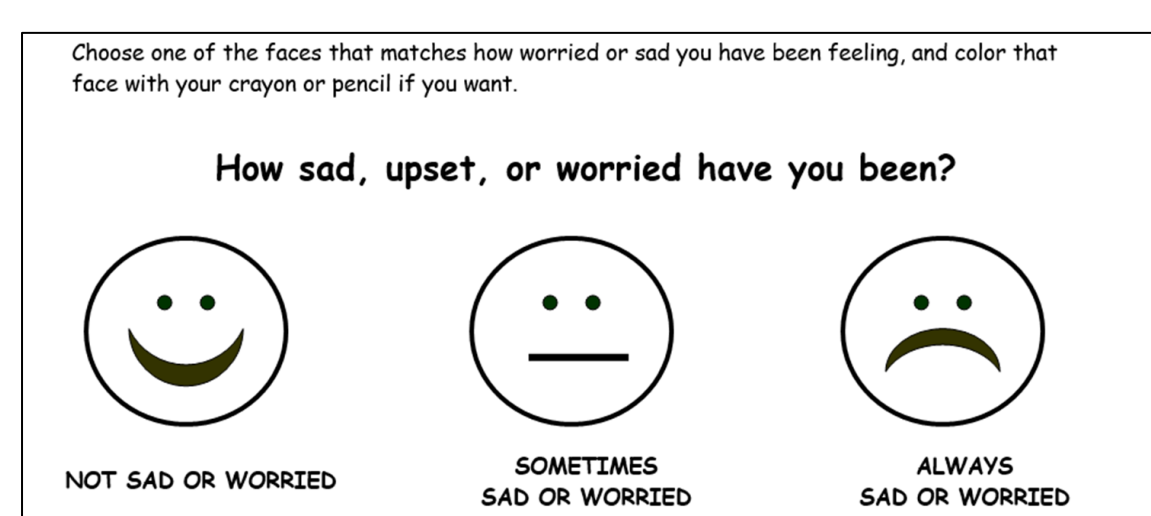 Choose one of the faces that matches how worried or sad you have been feeling, and color that
face with your crayon or pencil if you want.
How sad, upset, or worried have you been?
NOT SAD OR WORRIED
SOMETIMES
SAD OR WORRIED
ALWAYS
SAD OR WORRIED